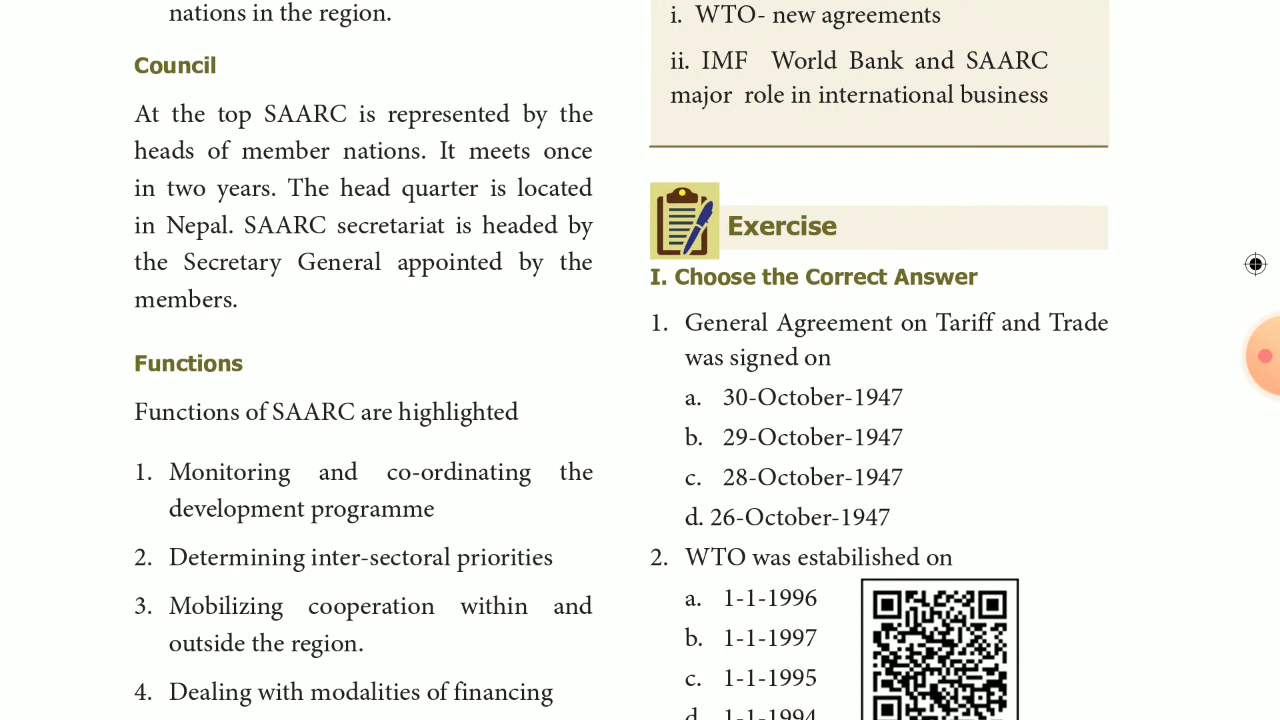 nations in the region.
Council
At the top SAARC is represented by the
heads of member nations. It meets once
in two years. The head quarter is located
in Nepal. SAARC secretariat is headed by
the Secretary General appointed by the
members.
Functions
Functions of SAARC are highlighted
1. Monitoring and co-ordinating the
development programme
2. Determining inter-sectoral priorities
3. Mobilizing cooperation within and
outside the region.
4. Dealing with modalities of financing
i. WTO- new agreements
ii. IMF World Bank and SAARC
major role in international business
Exercise
I. Choose the Correct Answer
1. General Agreement on Tariff and Trade
was signed on
a. 30-October-1947
b. 29-October-1947
c. 28-October-1947
d. 26-October-1947
2. WTO was estabilished on
a. 1-1-1996
b. 1-1-1997
c. 1-1-1995
d. 1-1-1994